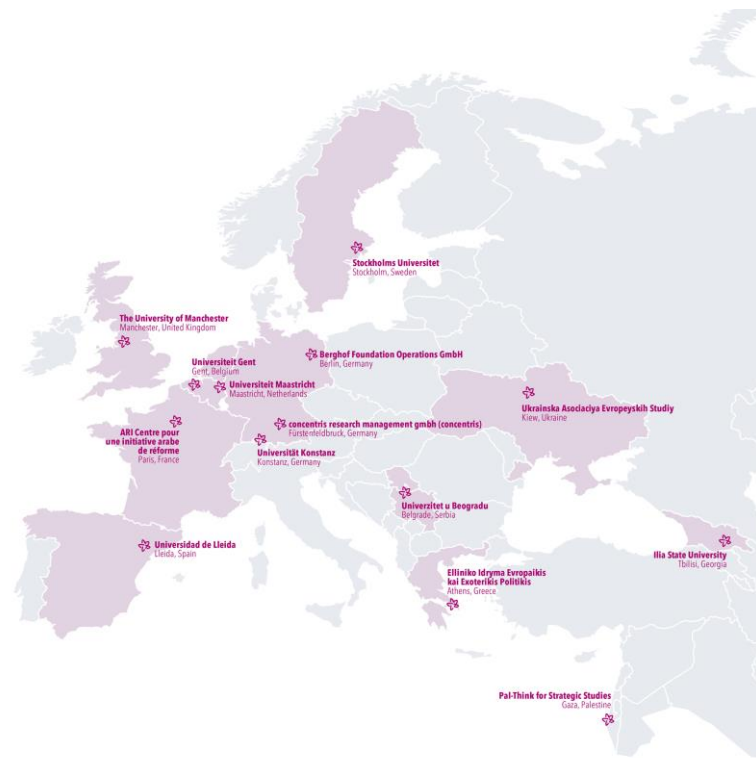 Stockholms Universitet
Stockholm, Sweden
The University of Manchester
Manchester, United Kingdom
Universiteit Gent
Gent, Belgium
Berghof Foundation Operations GmbH
Berlin, Germany
Universiteit Maastricht
Maastricht, Netherlands
Ukrainska Asociaciya Evropeyskih Studiy
Kiew, Ukraine
ARI Centre pour
une initiative arabe
de réforme
Paris, France
concentris research management gmbh (concentris)
Fürstenfeldbruck, Germany
Universität Konstanz
Konstanz, Germany
Univerzitet u Beogradu
Belgrade, Serbia
Universidad de Lleida
Lleida, Spain
Ilia State University
Tbilisi, Georgia
Elliniko Idryma Evropaikis
kai Exoterikis Politikis
Athens, Greece
Pal-Think for Strategic Studies
Gaza, Palestine